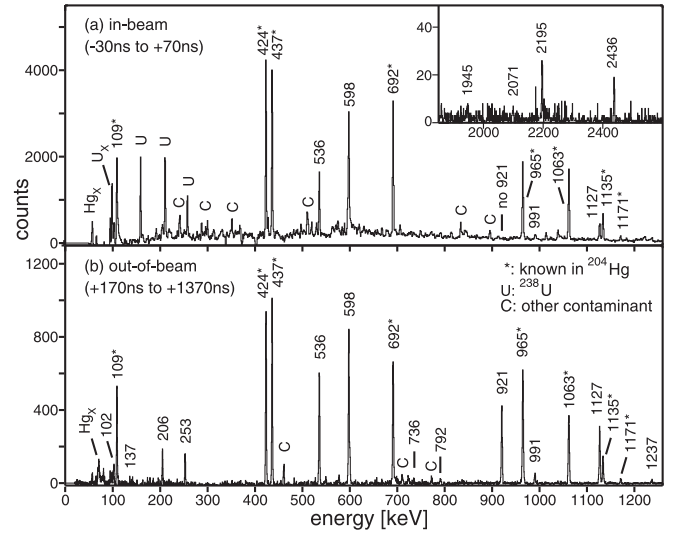 (a) in-beam
(-30ns to +70ns)
counts
5000
2000
0
Hg_X
U_X
109*
U
U
C
U
C
C
424*
437*
C
536
598
692*
C
C
no 921
965*
991
1063*
1127
1135*
1171*
40
20
0
1945
2071
2195
2436
2000
2200
2400
(b) out-of-beam
(+170ns to +1370ns)
*: known in ²⁰⁴Hg
U: ²³⁸U
C: other contaminant
1200
800
400
0
Hg_X
102
109*
137
206
253
424*
437*
C
536
598
692*
C
736
C
792
921
965*
991
1063*
1127
1135*
1171*
1237
0 100 200 300 400 500 600 700 800 900 1000 1100 1200
energy [keV]